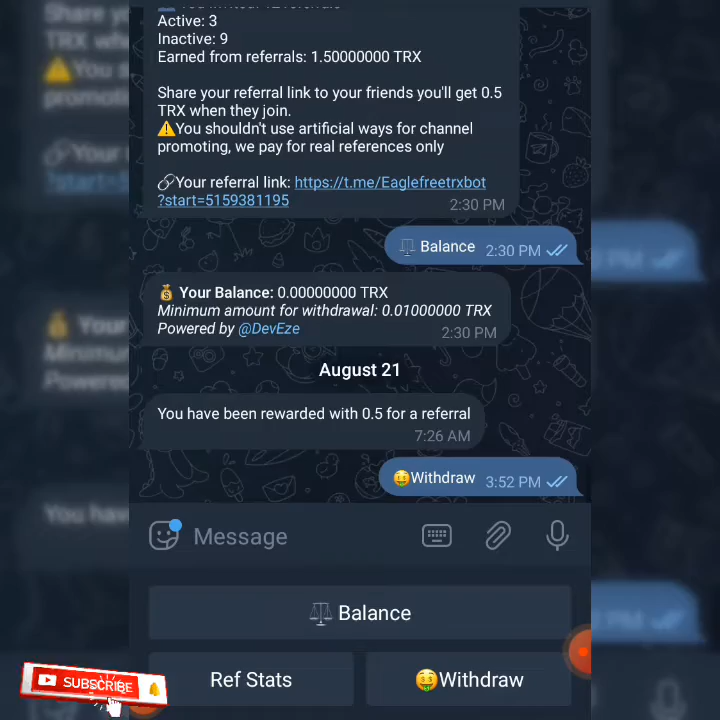 Active: 3
Inactive: 9
Earned from referrals: 1.50000000 TRX
Share your referral link to your friends you'll get 0.5
TRX when they join.
⚠️You shouldn't use artificial ways for channel
promoting, we pay for real references only
🔗Your referral link: https://t.me/Eaglefreetrxbot
?start=5159381195
2:30 PM
⚖️ Balance 2:30 PM
💰 Your Balance: 0.00000000 TRX
Minimum amount for withdrawal: 0.01000000 TRX
Powered by @DevEze
2:30 PM
August 21
You have been rewarded with 0.5 for a referral
7:26 AM
🤑Withdraw 3:52 PM
Message
⚖️ Balance
Ref Stats
🤑Withdraw
SUBSCRIBE